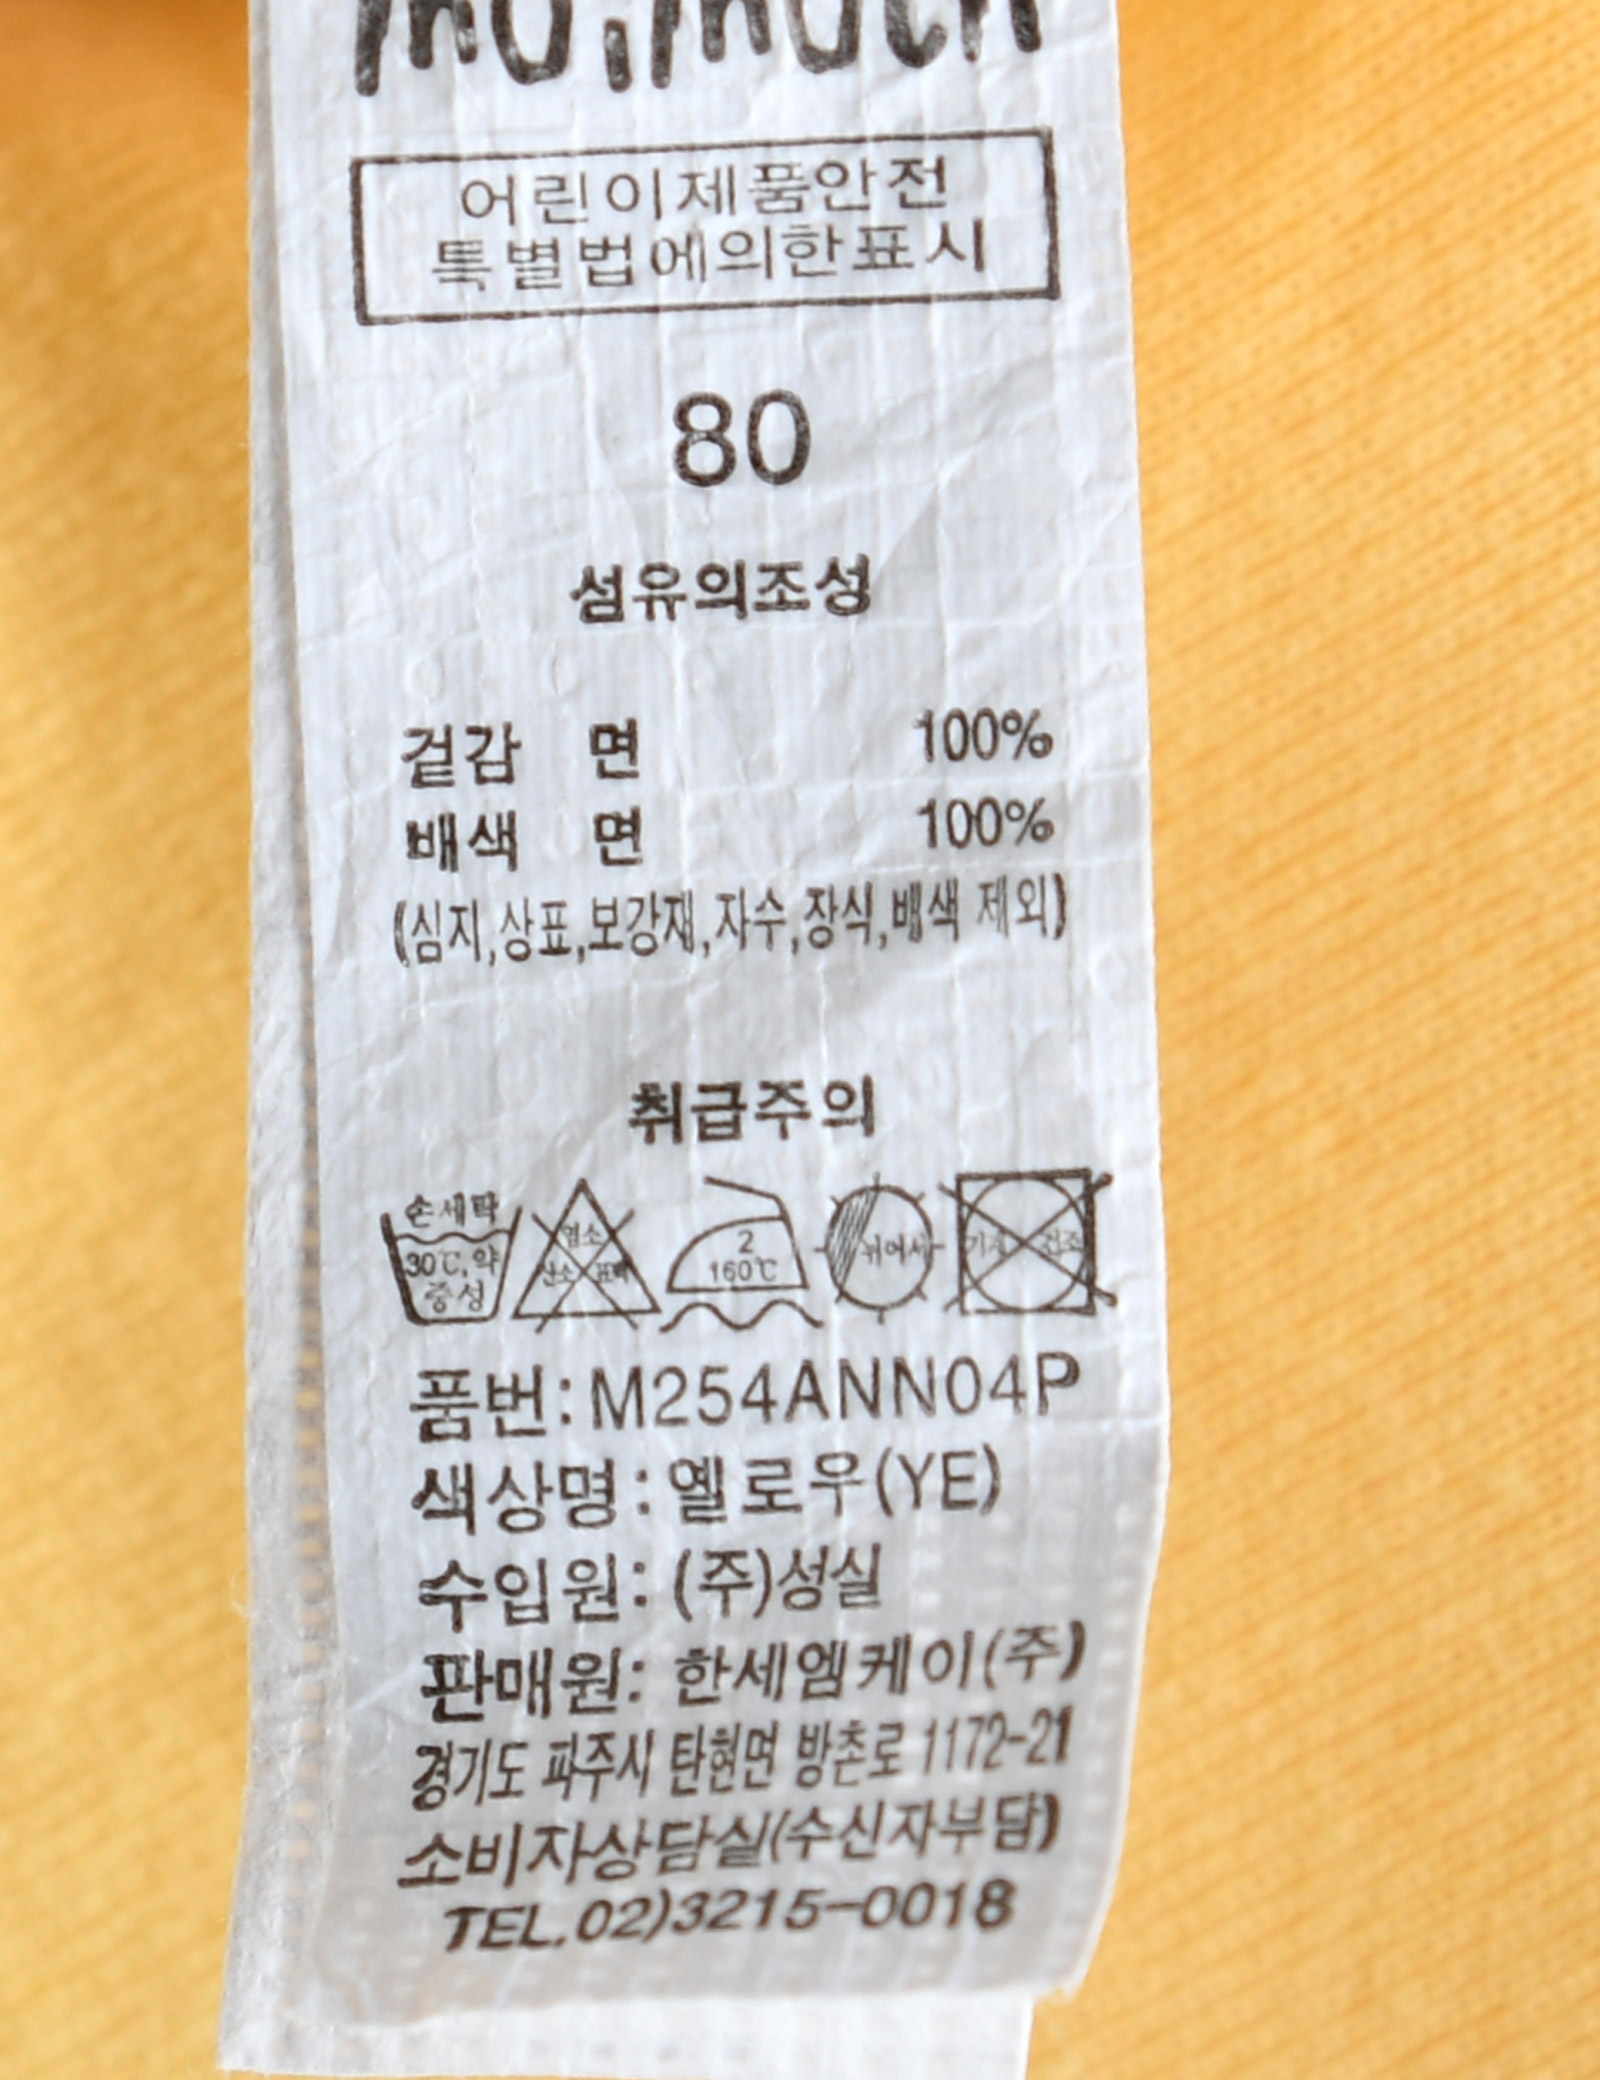 moimoln
어린이제품안전
특별법에의한표시
80
섬유의조성
겉감 면 100%
배색 면 100%
(심지,상표,보강재,자수,장식,배색 제외)
취급주의
손세탁
30℃,약
중성
염소
산소 표백
2
160℃
뉘어서
기계 건조
품번:M254ANN04P
색상명:옐로우(YE)
수입원: (주)성실
판매원: 한세엠케이(주)
경기도 파주시 탄현면 방촌로 1172-21
소비자상담실(수신자부담)
TEL.02)3215-0018